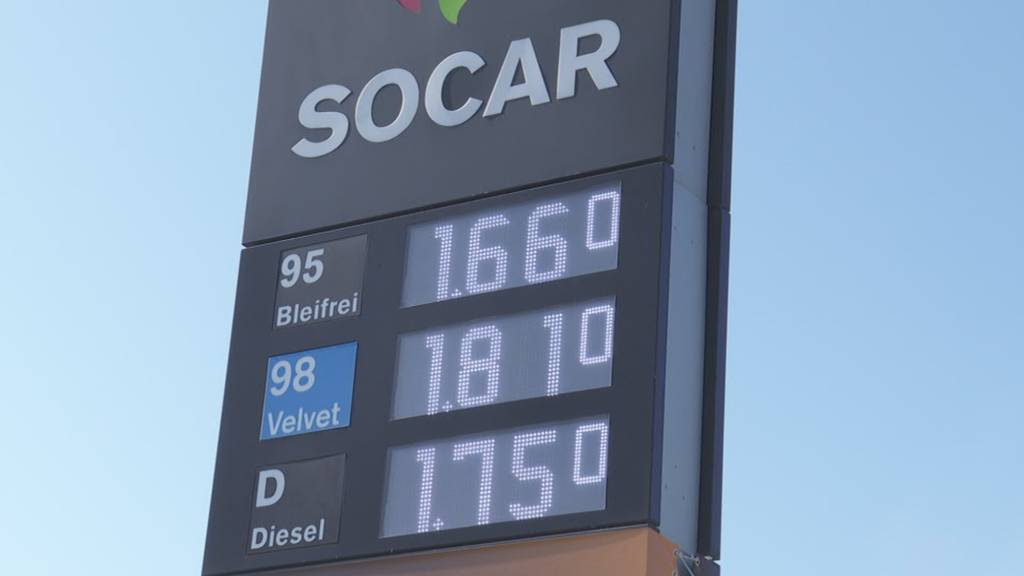 SOCAR
95 1.66⁰
Bleifrei
98 1.81⁰
Velvet
D 1.75⁰
Diesel